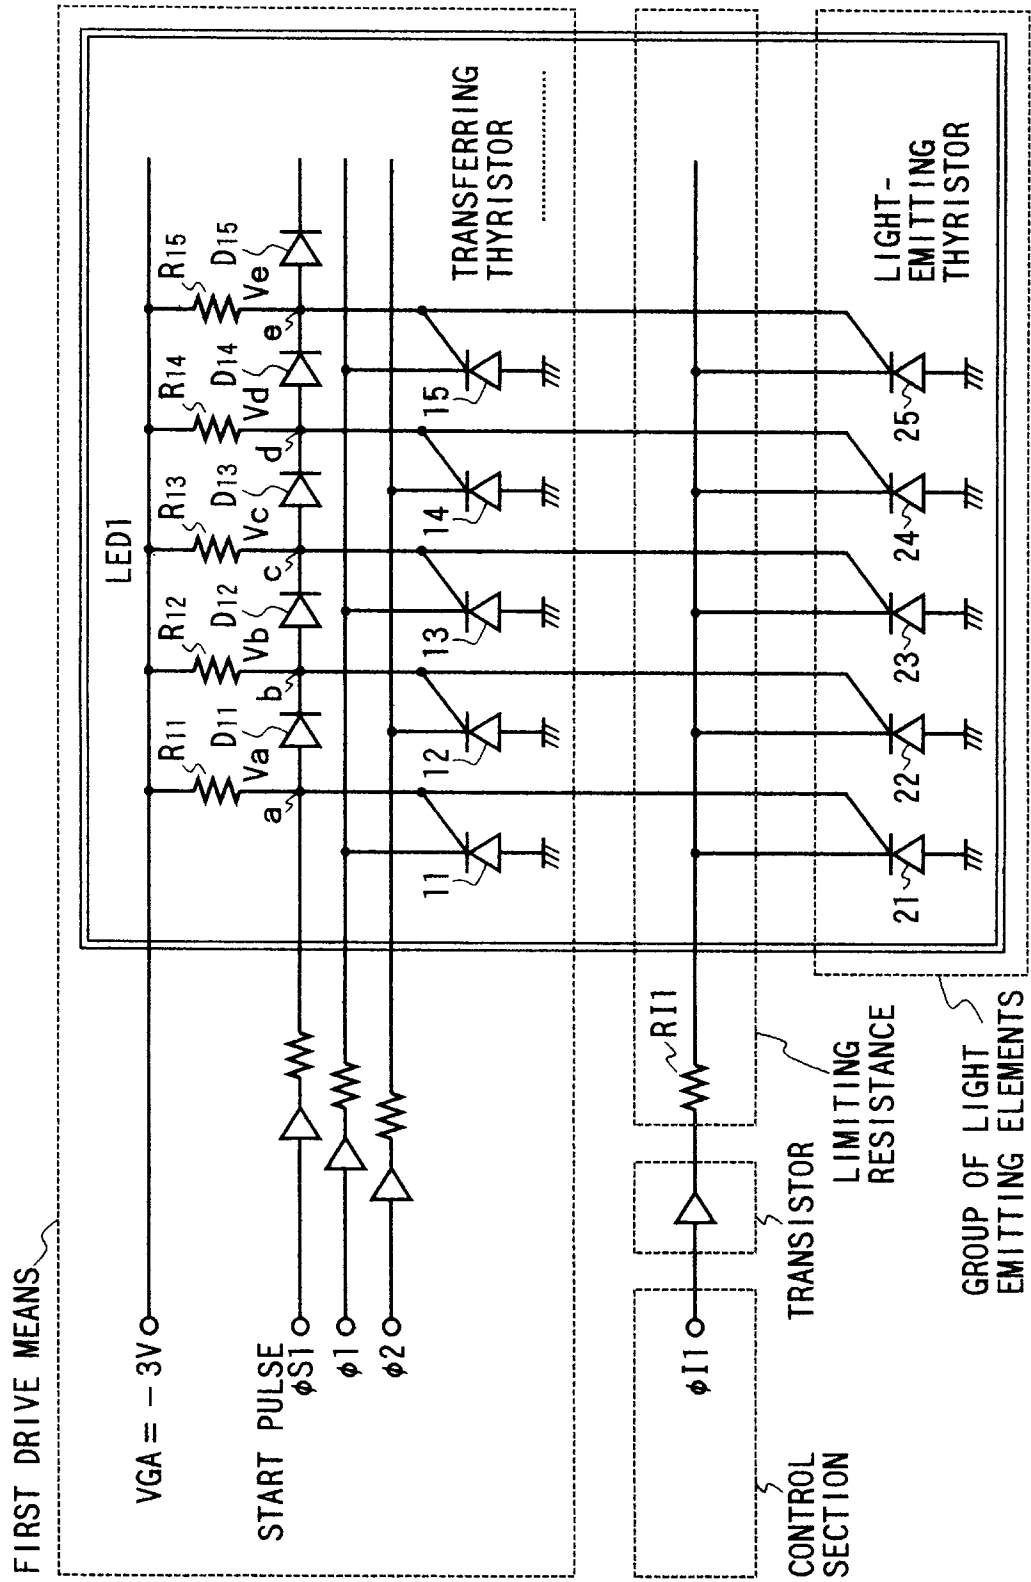 FIRST DRIVE MEANS
LED1
VGA = - 3V
R11
R12
R13
R14
R15
D11
D12
D13
D14
D15
Va
Vb
Vc
Vd
Ve
a
b
c
d
e
START PULSE
φS1
φ1
φ2
11
12
13
14
15
TRANSFERRING
THYRISTOR
φI1
RI1
CONTROL
SECTION
TRANSISTOR
LIMITING
RESISTANCE
21
22
23
24
25
LIGHT-
EMITTING
THYRISTOR
GROUP OF LIGHT
EMITTING ELEMENTS